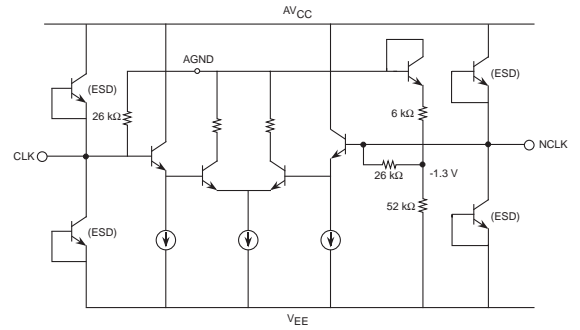 AVCC
AGND
(ESD)
(ESD)
26 kΩ
6 kΩ
CLK
NCLK
26 kΩ
-1.3 V
52 kΩ
(ESD)
(ESD)
VEE